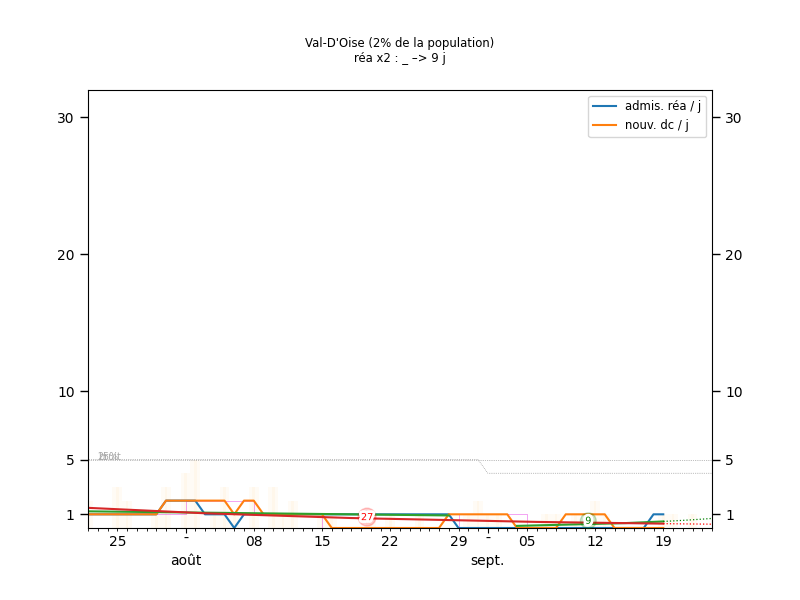 Val-D'Oise (2% de la population)
réa x2 : _ –> 9 j
admis. réa / j
nouv. dc / j
30 30
20 20
10 10
5 5
1 1
27
9
25 - 08 15 22 29 - 05 12 19
août sept.